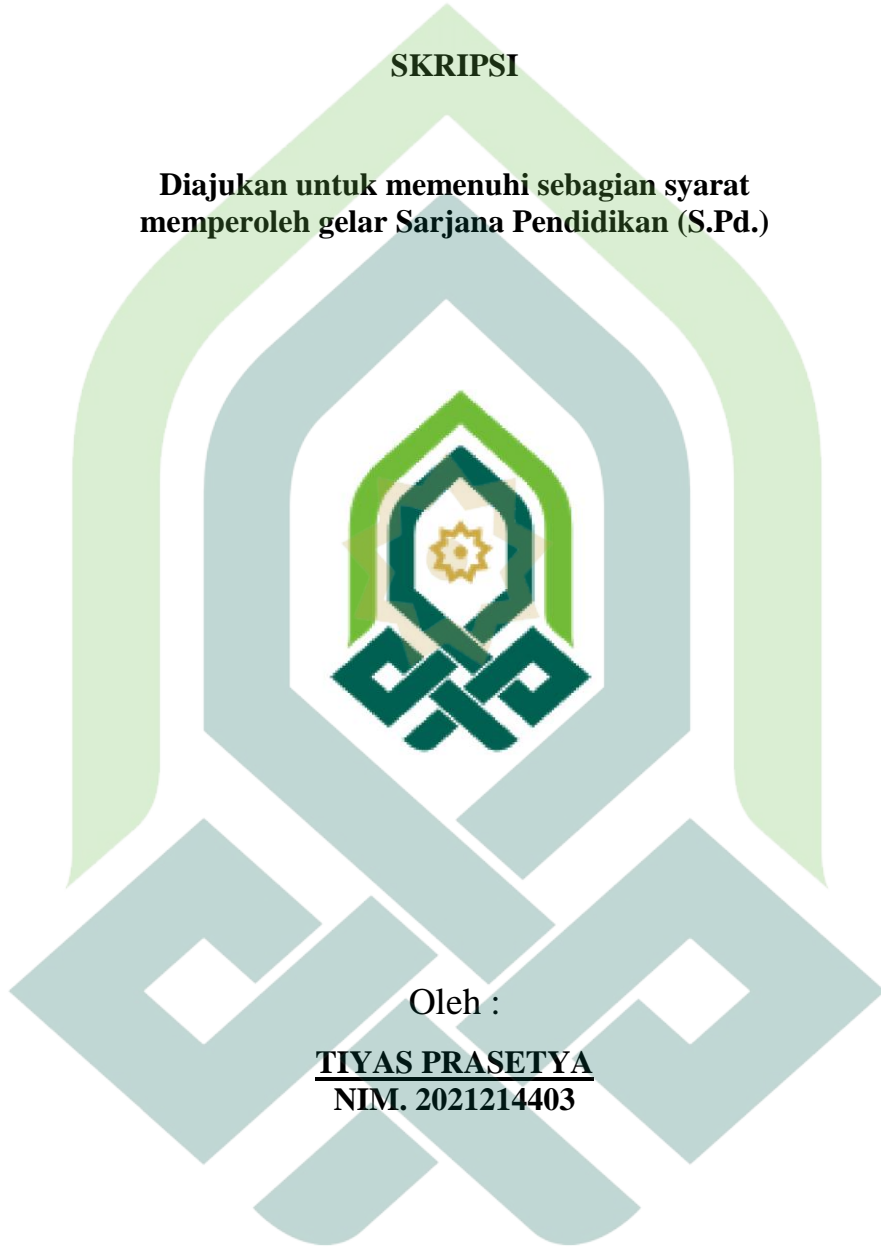 SKRIPSI
Diajukan untuk memenuhi sebagian syarat
memperoleh gelar Sarjana Pendidikan (S.Pd.)
Oleh :
TIYAS PRASETYA
NIM. 2021214403